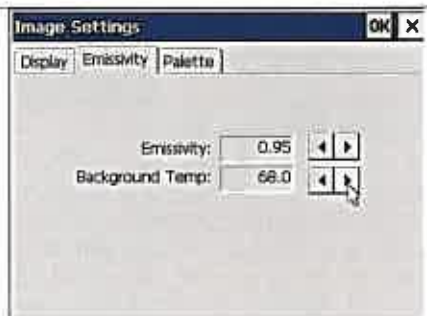 Image Settings OK ×
Display Emissivity Palette
Emissivity: 0.95
Background Temp: 68.0